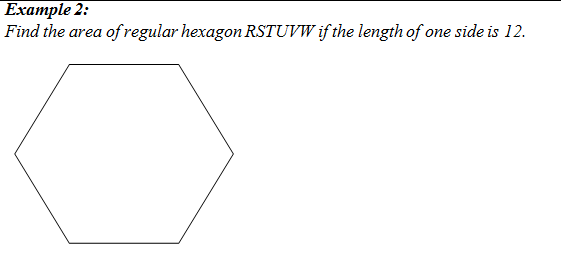 Example 2:
Find the area of regular hexagon RSTUVW if the length of one side is 12.